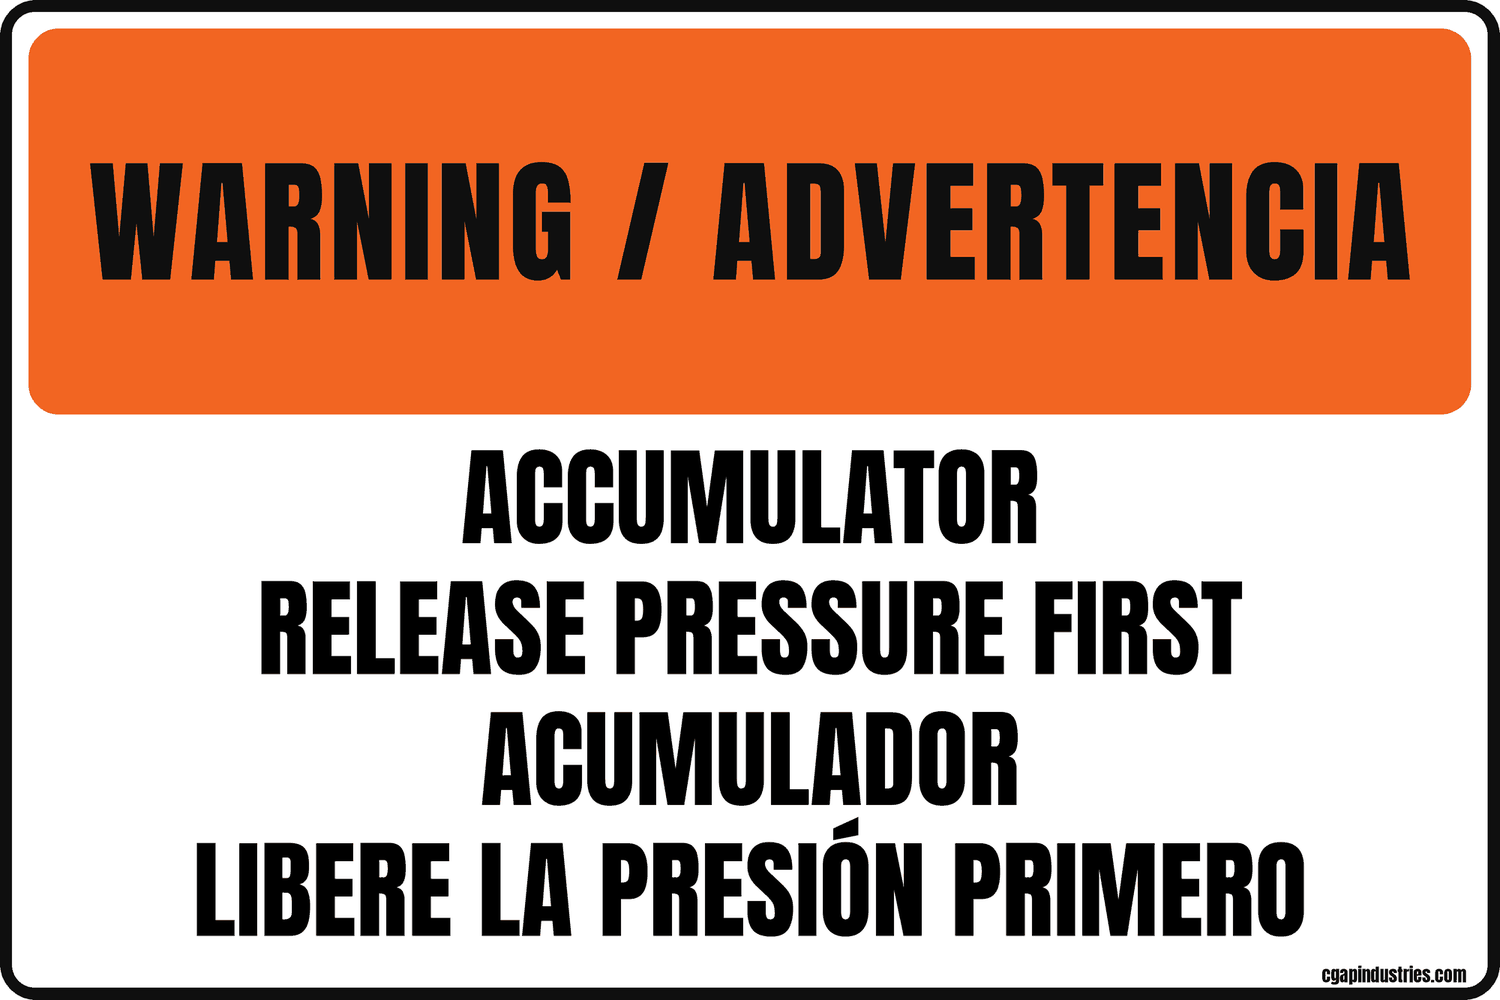 WARNING / ADVERTENCIA
ACCUMULATOR
RELEASE PRESSURE FIRST
ACUMULADOR
LIBERE LA PRESIÓN PRIMERO
cgapindustries.com